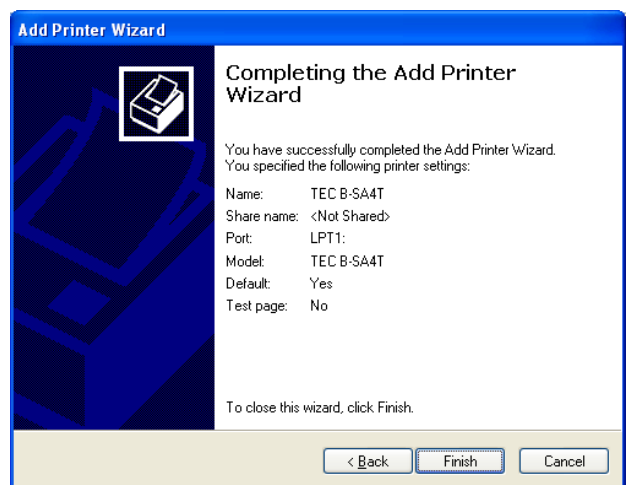 Add Printer Wizard
Completing the Add Printer
Wizard
You have successfully completed the Add Printer Wizard.
You specified the following printer settings:
Name: TEC B-SA4T
Share name: <Not Shared>
Port: LPT1:
Model: TEC B-SA4T
Default: Yes
Test page: No
To close this wizard, click Finish.
< Back Finish Cancel